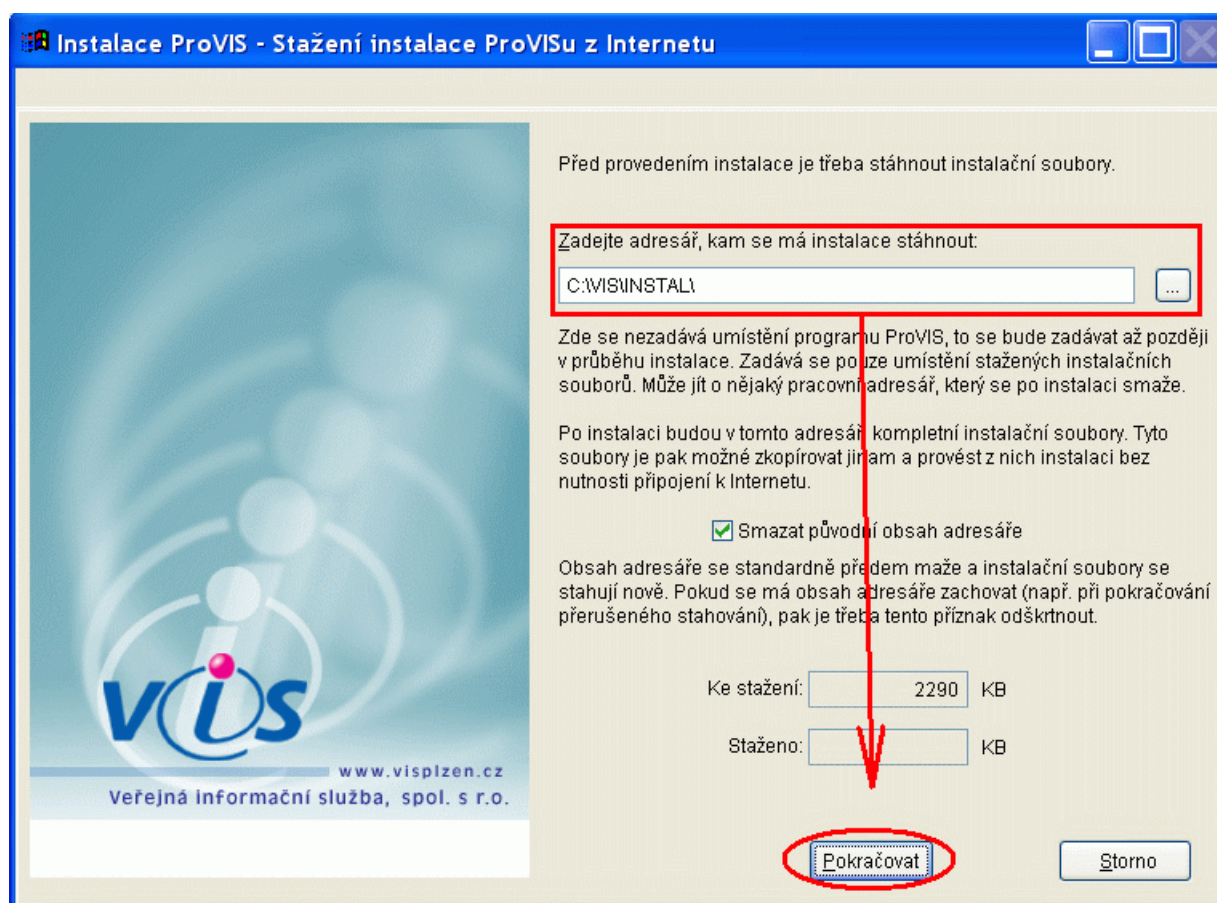 Instalace ProVIS - Stažení instalace ProVISu z Internetu
Před provedením instalace je třeba stáhnout instalační soubory.
Zadejte adresář, kam se má instalace stáhnout:
C:\VIS\INSTAL\
...
Zde se nezadává umístění programu ProVIS, to se bude zadávat až později
v průběhu instalace. Zadává se pouze umístění stažených instalačních
souborů. Může jít o nějaký pracovní adresář, který se po instalaci smaže.
Po instalaci budou v tomto adresáři kompletní instalační soubory. Tyto
soubory je pak možné zkopírovat jinam a provést z nich instalaci bez
nutnosti připojení k Internetu.
Smazat původní obsah adresáře
Obsah adresáře se standardně předem maže a instalační soubory se
stahují nově. Pokud se má obsah adresáře zachovat (např. při pokračování
přerušeného stahování), pak je třeba tento příznak odškrtnout.
Ke stažení: 2290 KB
Staženo: KB
vis
www.visplzen.cz
Veřejná informační služba, spol. s r.o.
Pokračovat
Storno